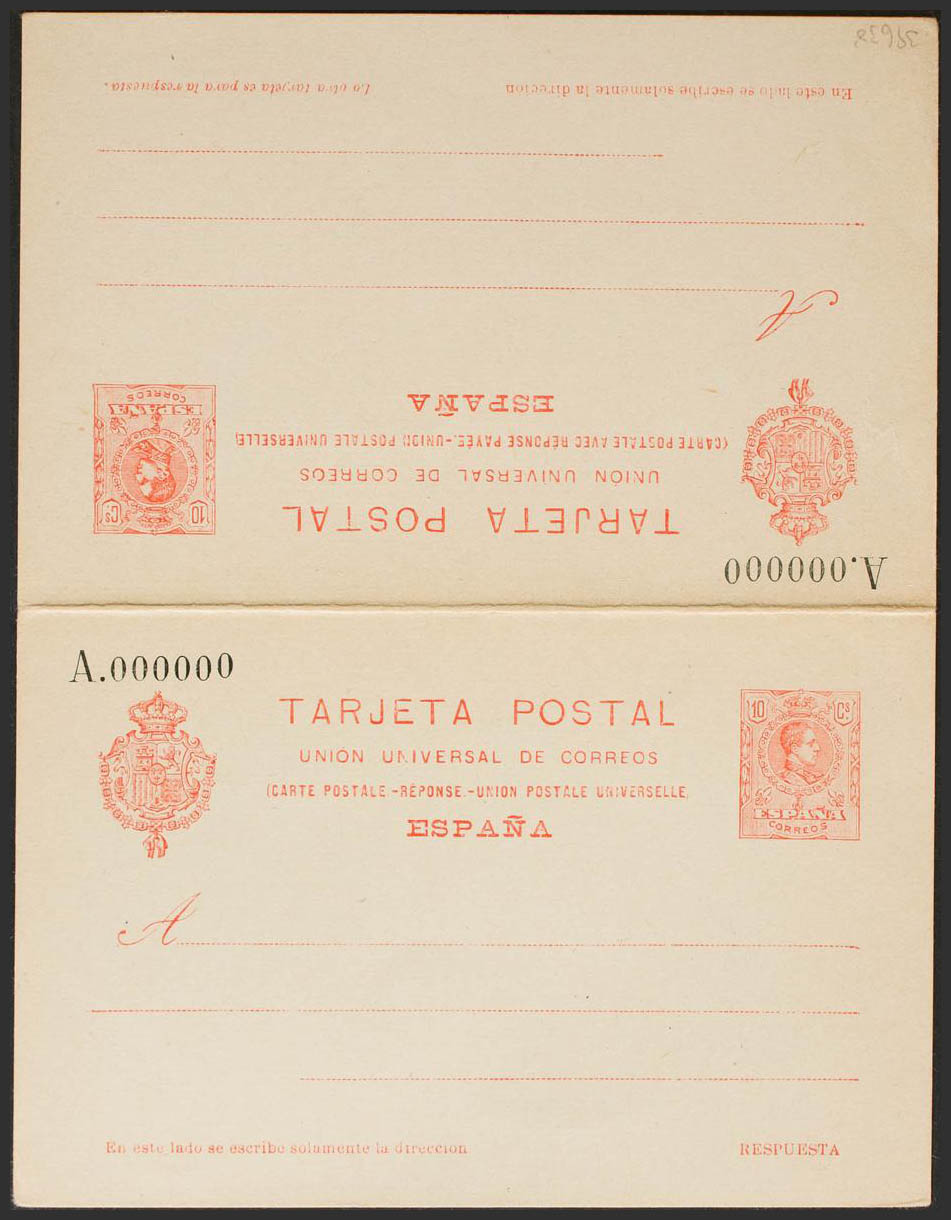 39638
En este lado se escribe solamente la direccion
La otra tarjeta es para la respuesta.
A
ESPAÑA
(CARTE POSTALE AVEC RÉPONSE PAYÉE.-UNION POSTALE UNIVERSELLE)
UNIÓN UNIVERSAL DE CORREOS
TARJETA POSTAL
CORREOS
ESPAÑA
10 Cs
A.000000
A.000000
TARJETA POSTAL
UNIÓN UNIVERSAL DE CORREOS
(CARTE POSTALE.-RÉPONSE.-UNION POSTALE UNIVERSELLE)
ESPAÑA
10 Cs
ESPAÑA
CORREOS
A
En este lado se escribe solamente la direccion
RESPUESTA